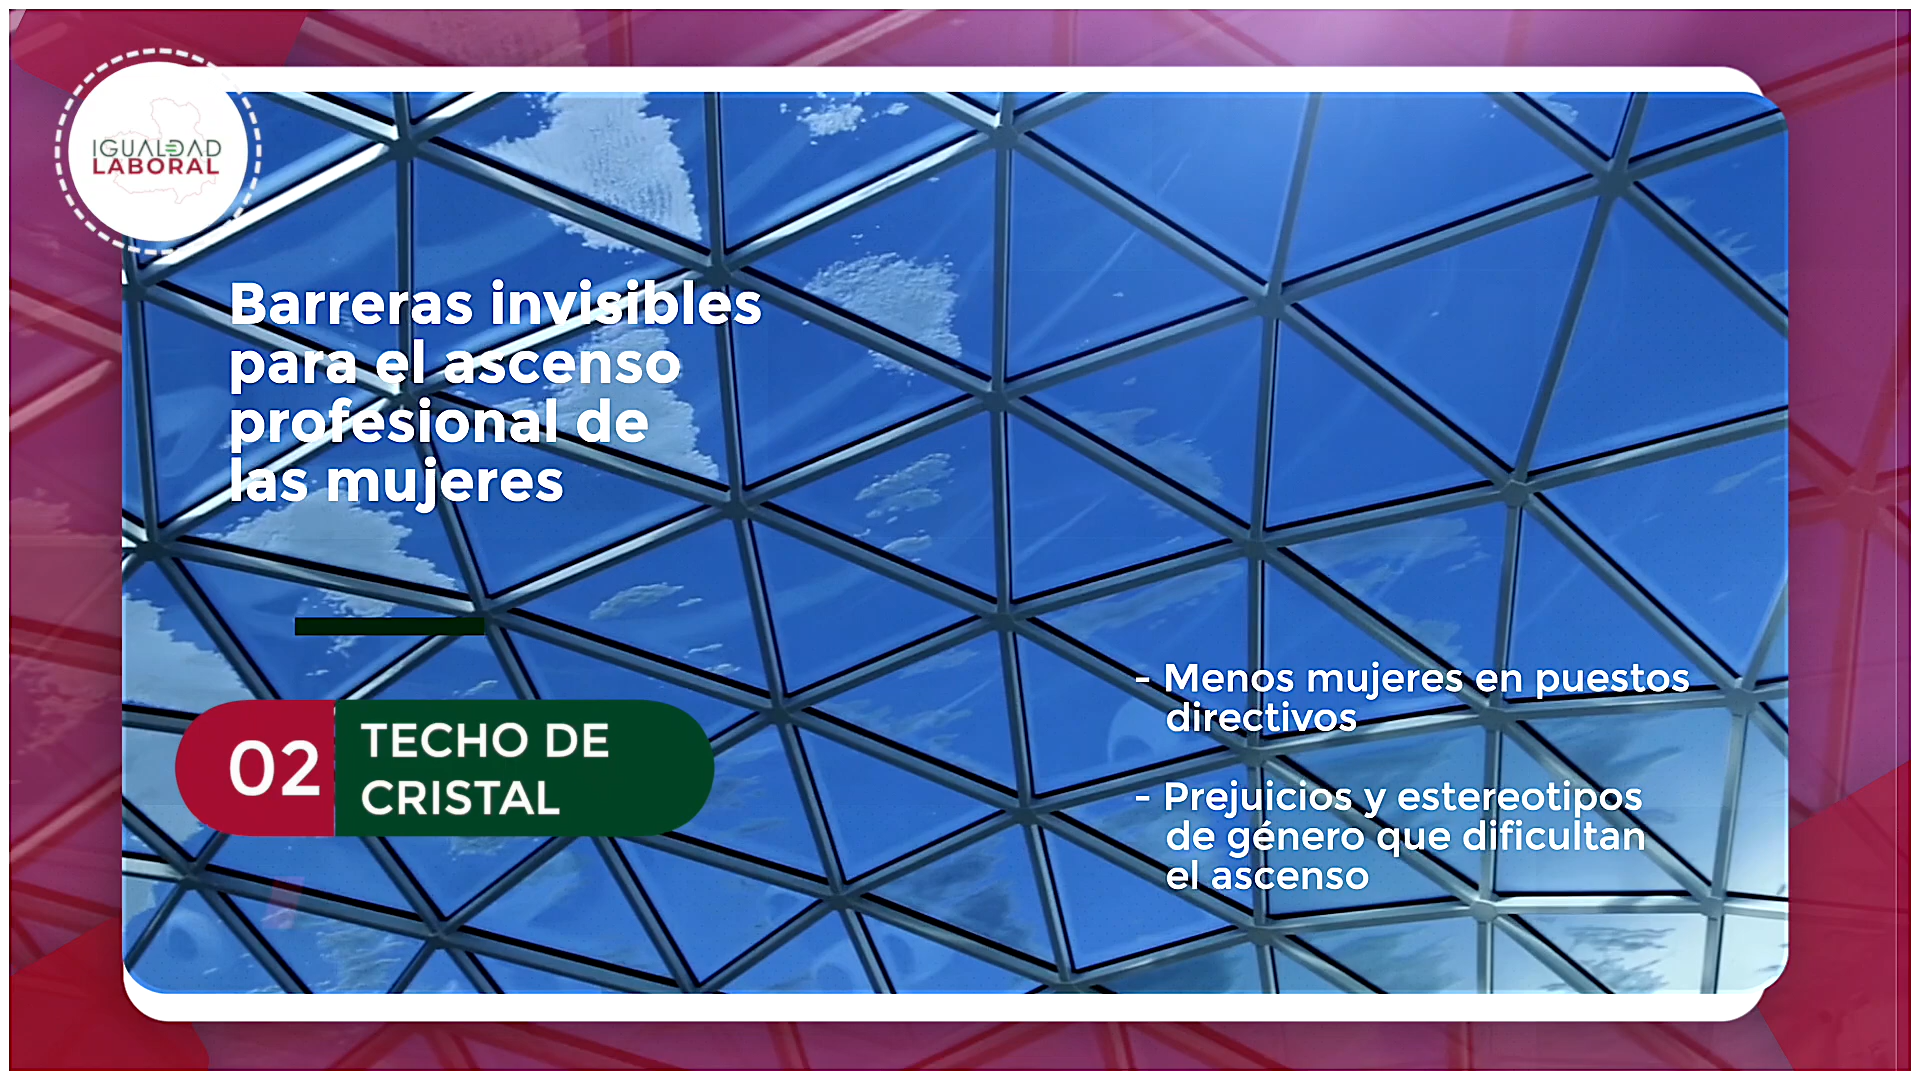 IGUALDAD
LABORAL
Barreras invisibles
para el ascenso
profesional de
las mujeres
02
TECHO DE
CRISTAL
- Menos mujeres en puestos
directivos
- Prejuicios y estereotipos
de género que dificultan
el ascenso